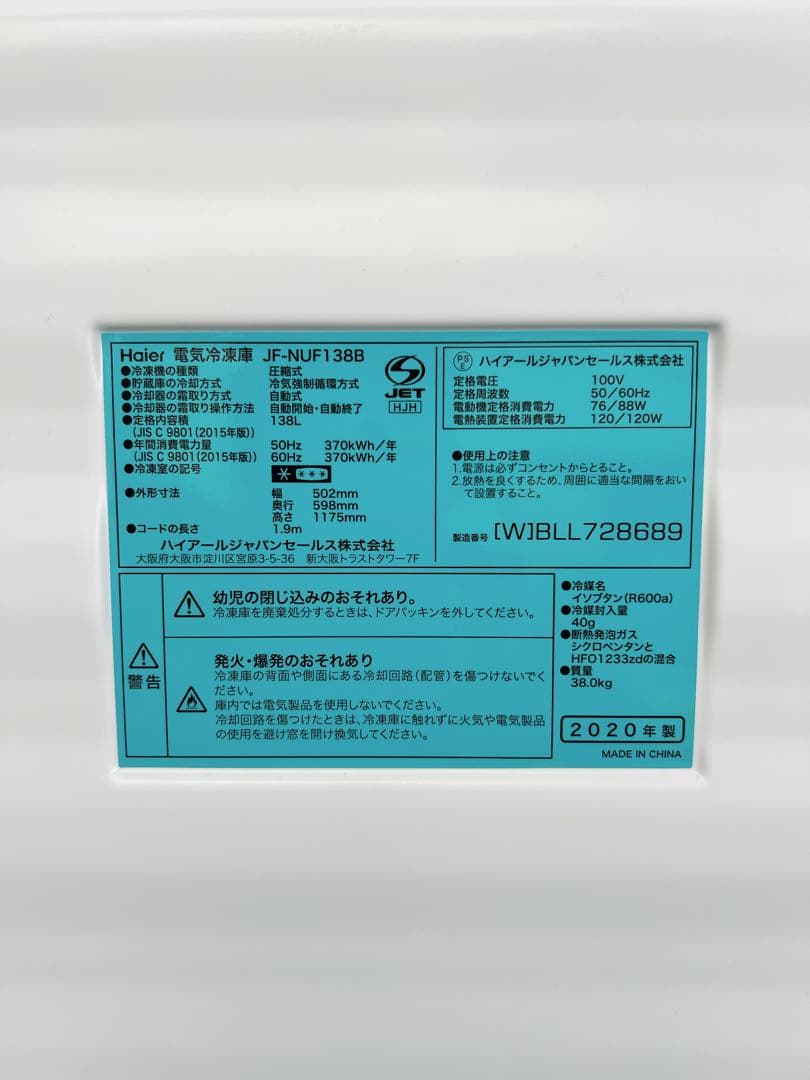 Haier 電気冷凍庫 JF-NUF138B
●冷凍機の種類 圧縮式
●貯蔵庫の冷却方式 冷気強制循環方式
●冷却器の霜取り方式 自動式
●冷却器の霜取り操作方法 自動開始・自動終了
●定格内容積 138L
(JIS C 9801(2015年版))
●年間消費電力量 50Hz 370kWh/年
(JIS C 9801(2015年版)) 60Hz 370kWh/年
●冷凍室の記号
●外形寸法 幅 502mm
奥行 598mm
高さ 1175mm
●コードの長さ 1.9m
ハイアールジャパンセールス株式会社
大阪府大阪市淀川区宮原3-5-36 新大阪トラストタワー7F
S
JET
HJH
PS
E
ハイアールジャパンセールス株式会社
定格電圧 100V
定格周波数 50/60Hz
電動機定格消費電力 76/88W
電熱装置定格消費電力 120/120W
●使用上の注意
1.電源は必ずコンセントからとること。
2.放熱を良くするため、周囲に適当な間隔をおい
て設置すること。
製造番号 [W]BLL728689
警告
幼児の閉じ込めのおそれあり。
冷凍庫を廃棄処分するときは、ドアパッキンを外してください。
発火・爆発のおそれあり
冷凍庫の背面や側面にある冷却回路(配管)を傷つけないでく
ださい。
庫内では電気製品を使用しないでください。
冷却回路を傷つけたときは、冷凍庫に触れずに火気や電気製品
の使用を避け窓を開け換気してください。
●冷媒名
イソブタン(R600a)
●冷媒封入量
40g
●断熱発泡ガス
シクロペンタンと
HFO1233zdの混合
●質量
38.0kg
2020年製
MADE IN CHINA